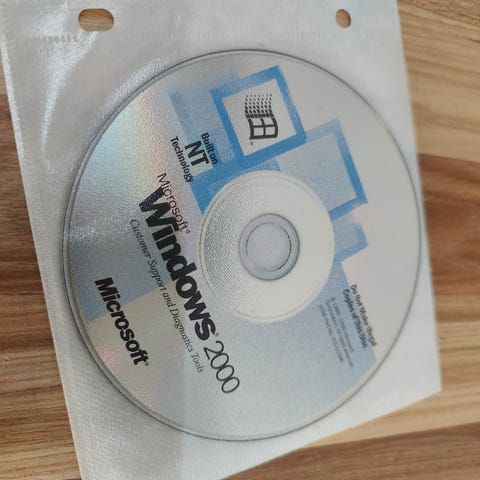 Built on
NT
Technology
Microsoft
Windows 2000
Customer Support and Diagnostics Tools
Microsoft
Do Not Make Illegal
Copies of This Disc